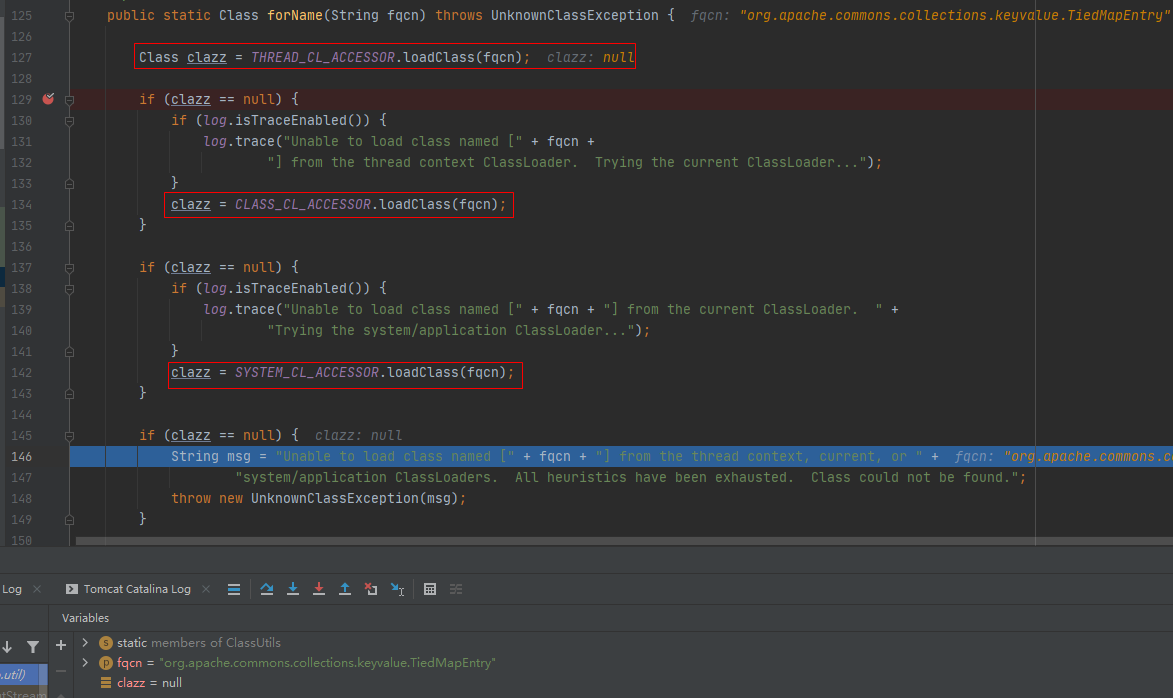 125 public static Class forName(String fqcn) throws UnknownClassException { fqcn: "org.apache.commons.collections.keyvalue.TiedMapEntry"
126
127 Class clazz = THREAD_CL_ACCESSOR.loadClass(fqcn); clazz: null
128
129 if (clazz == null) {
130 if (log.isTraceEnabled()) {
131 log.trace("Unable to load class named [" + fqcn +
132 "] from the thread context ClassLoader.  Trying the current ClassLoader...");
133 }
134 clazz = CLASS_CL_ACCESSOR.loadClass(fqcn);
135 }
136
137 if (clazz == null) {
138 if (log.isTraceEnabled()) {
139 log.trace("Unable to load class named [" + fqcn + "] from the current ClassLoader.  " +
140 "Trying the system/application ClassLoader...");
141 }
142 clazz = SYSTEM_CL_ACCESSOR.loadClass(fqcn);
143 }
144
145 if (clazz == null) { clazz: null
146 String msg = "Unable to load class named [" + fqcn + "] from the thread context, current, or " + fqcn: "org.apache.commons.c
147 "system/application ClassLoaders.  All heuristics have been exhausted.  Class could not be found.";
148 throw new UnknownClassException(msg);
149 }
150
Log Tomcat Catalina Log
Variables
static members of ClassUtils
fqcn = "org.apache.commons.collections.keyvalue.TiedMapEntry"
.util)
clazz = null
tStream